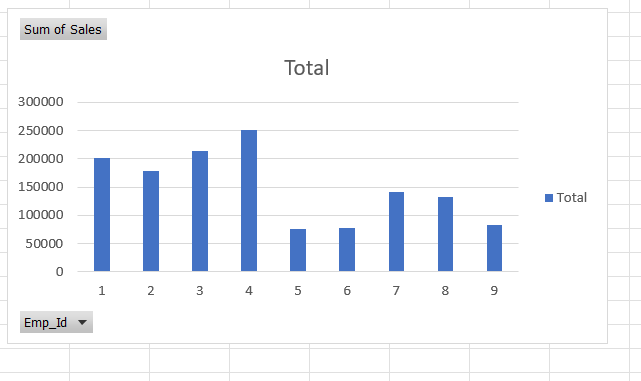 Sum of Sales
Total
300000
250000
200000
150000
100000
50000
0
1 2 3 4 5 6 7 8 9
Total
Emp_Id